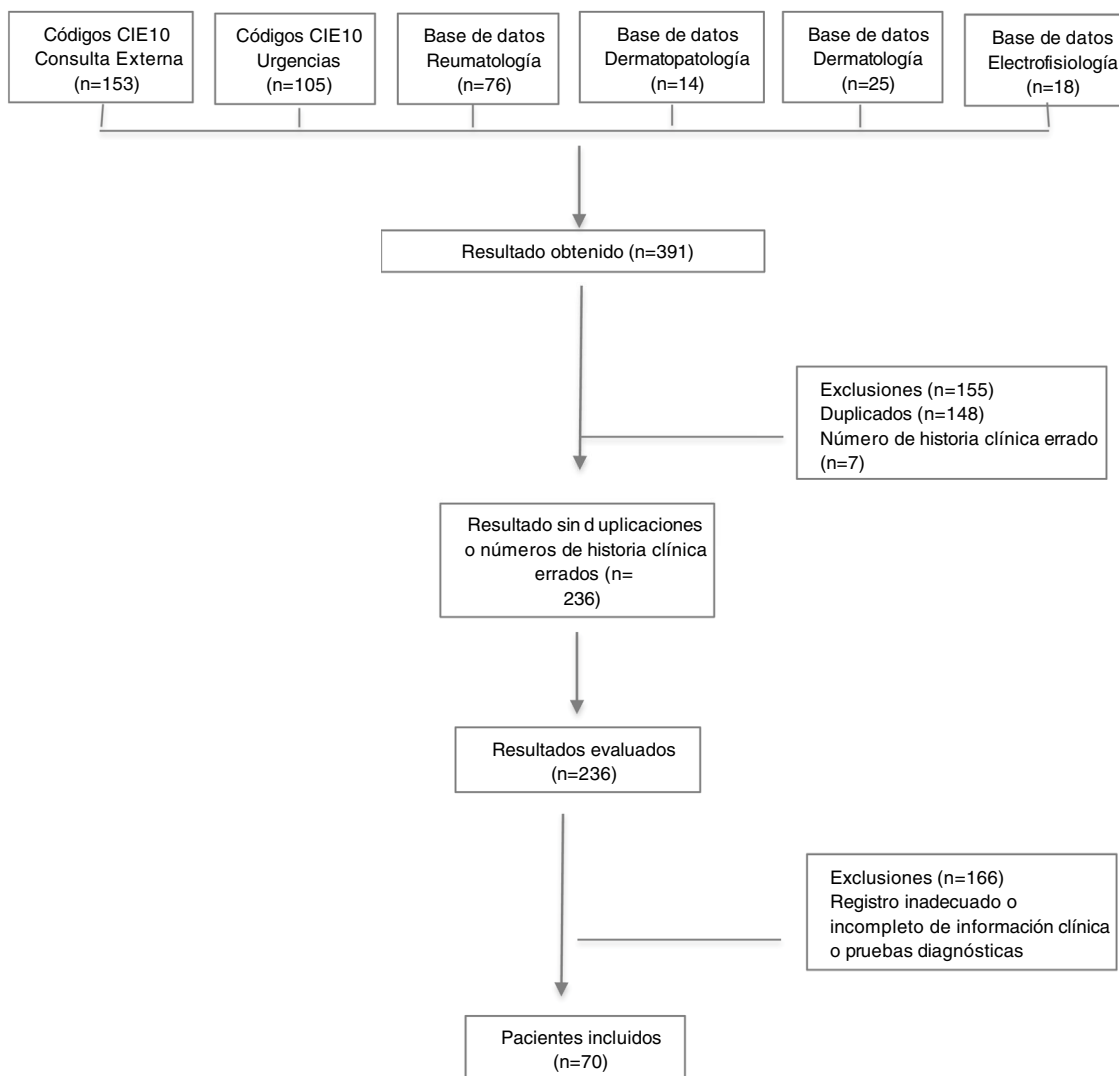 Códigos CIE10
Consulta Externa
(n=153)
Códigos CIE10
Urgencias
(n=105)
Base de datos
Reumatología
(n=76)
Base de datos
Dermatopatología
(n=14)
Base de datos
Dermatología
(n=25)
Base de datos
Electrofisiología
(n=18)
Resultado obtenido (n=391)
Exclusiones (n=155)
Duplicados (n=148)
Número de historia clínica errado
(n=7)
Resultado sin d uplicaciones
o números de historia clínica
errados (n=
236)
Resultados evaluados
(n=236)
Exclusiones (n=166)
Registro inadecuado o
incompleto de información clínica
o pruebas diagnósticas
Pacientes incluidos
(n=70)